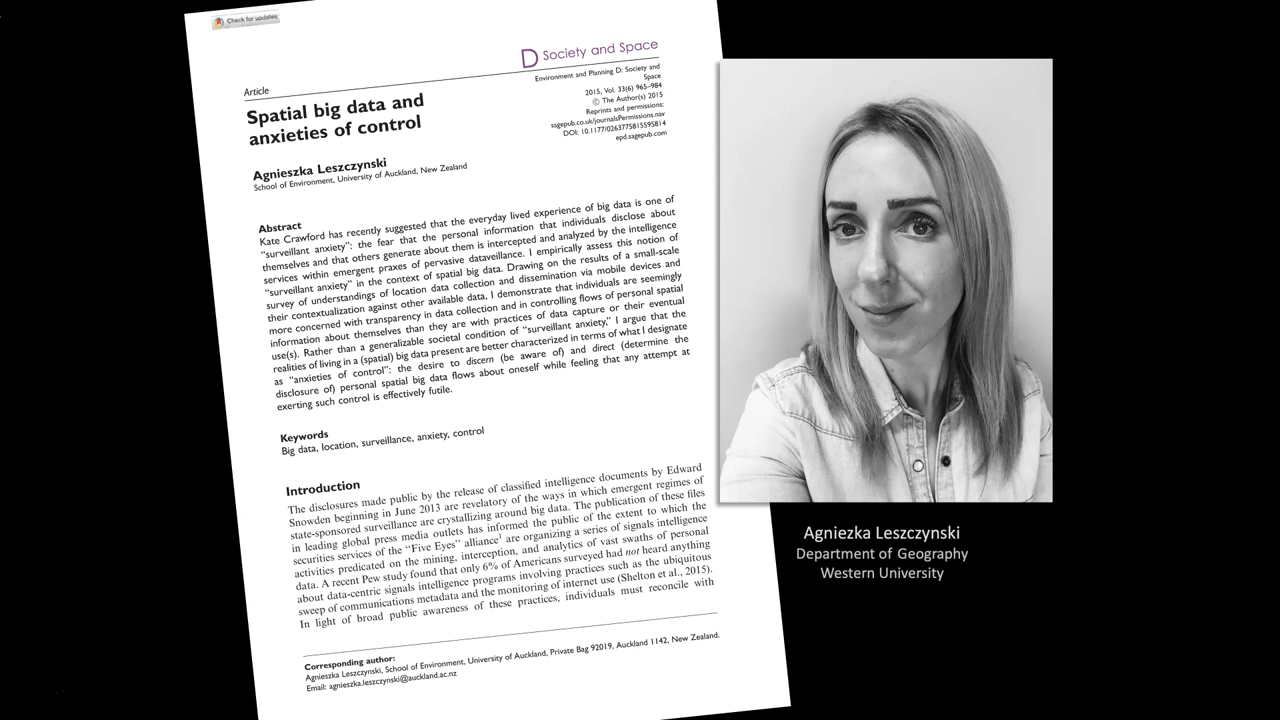 Check for updates
D Society and Space
Article
Environment and Planning D: Society and
Space
2015, Vol. 33(6) 965–984
© The Author(s) 2015
Reprints and permissions:
sagepub.co.uk/journalsPermissions.nav
DOI: 10.1177/0263775815595814
epd.sagepub.com
Spatial big data and
anxieties of control
Agnieszka Leszczynski
School of Environment, University of Auckland, New Zealand
Abstract
Kate Crawford has recently suggested that the everyday lived experience of big data is one of
“surveillant anxiety”: the fear that the personal information that individuals disclose about
themselves and that others generate about them is intercepted and analyzed by the intelligence
services within emergent praxes of pervasive dataveillance. I empirically assess this notion of
“surveillant anxiety” in the context of spatial big data. Drawing on the results of a small-scale
survey of understandings of location data collection and dissemination via mobile devices and
their contextualization against other available data, I demonstrate that individuals are seemingly
more concerned with transparency in data collection and in controlling flows of personal spatial
information about themselves than they are with practices of data capture or their eventual
use(s). Rather than a generalizable societal condition of “surveillant anxiety,” I argue that the
realities of living in a (spatial) big data present are better characterized in terms of what I designate
as “anxieties of control”: the desire to discern (be aware of) and direct (determine the
disclosure of) personal spatial big data flows about oneself while feeling that any attempt at
exerting such control is effectively futile.
Keywords
Big data, location, surveillance, anxiety, control
Introduction
The disclosures made public by the release of classified intelligence documents by Edward
Snowden beginning in June 2013 are revelatory of the ways in which emergent regimes of
state-sponsored surveillance are crystallizing around big data. The publication of these files
in leading global press media outlets has informed the public of the extent to which the
securities services of the “Five Eyes” alliance¹ are organizing a series of signals intelligence
activities predicated on the mining, interception, and analytics of vast swaths of personal
data. A recent Pew study found that only 6% of Americans surveyed had not heard anything
about data-centric signals intelligence programs involving practices such as the ubiquitous
sweep of communications metadata and the monitoring of internet use (Shelton et al., 2015).
In light of broad public awareness of these practices, individuals must reconcile with
Corresponding author:
Agnieszka Leszczynski, School of Environment, University of Auckland, Private Bag 92019, Auckland 1142, New Zealand.
Email: agnieszka.leszczynski@auckland.ac.nz
Agniezka Leszczynski
Department of Geography
Western University